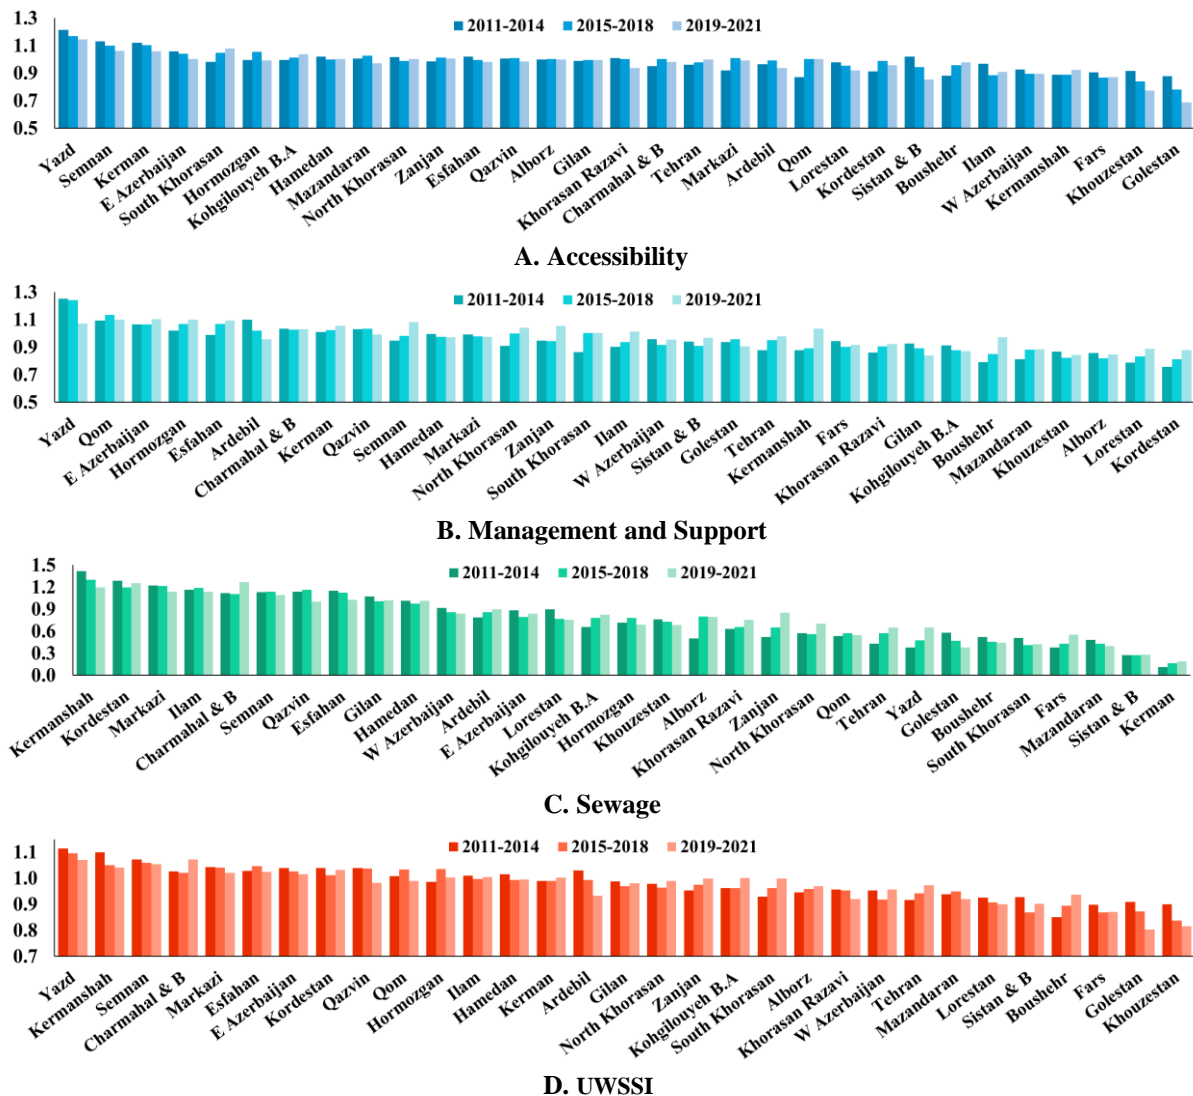 1.3
1.1
0.9
0.7
0.5
2011-2014 2015-2018 2019-2021
Yazd Semnan Kerman E Azerbaijan South Khorasan Hormozgan Kohgilouyeh B.A Hamedan Mazandaran North Khorasan Zanjan Esfahan Qazvin Alborz Gilan Khorasan Razavi Charmahal & B Tehran Markazi Ardebil Qom Lorestan Kordestan Sistan & B Boushehr Ilam W Azerbaijan Kermanshah Fars Khouzestan Golestan
A. Accessibility
1.3
1.1
0.9
0.7
0.5
2011-2014 2015-2018 2019-2021
Yazd Qom E Azerbaijan Hormozgan Esfahan Ardebil Charmahal & B Kerman Qazvin Semnan Hamedan Markazi North Khorasan Zanjan South Khorasan Ilam W Azerbaijan Sistan & B Golestan Tehran Kermanshah Fars Khorasan Razavi Gilan Kohgilouyeh B.A Boushehr Mazandaran Khouzestan Alborz Lorestan Kordestan
B. Management and Support
1.5
1.2
0.9
0.6
0.3
0.0
2011-2014 2015-2018 2019-2021
Kermanshah Kordestan Markazi Ilam Charmahal & B Semnan Qazvin Esfahan Gilan Hamedan W Azerbaijan Ardebil E Azerbaijan Lorestan Kohgilouyeh B.A Hormozgan Khouzestan Alborz Khorasan Razavi Zanjan North Khorasan Qom Tehran Yazd Golestan Boushehr South Khorasan Fars Mazandaran Sistan & B Kerman
C. Sewage
1.1
1.0
0.9
0.8
0.7
2011-2014 2015-2018 2019-2021
Yazd Kermanshah Semnan Charmahal & B Markazi Esfahan E Azerbaijan Kordestan Qazvin Qom Hormozgan Ilam Hamedan Kerman Ardebil Gilan North Khorasan Zanjan Kohgilouyeh B.A South Khorasan Alborz Khorasan Razavi W Azerbaijan Tehran Mazandaran Lorestan Sistan & B Boushehr Fars Golestan Khouzestan
D. UWSSI